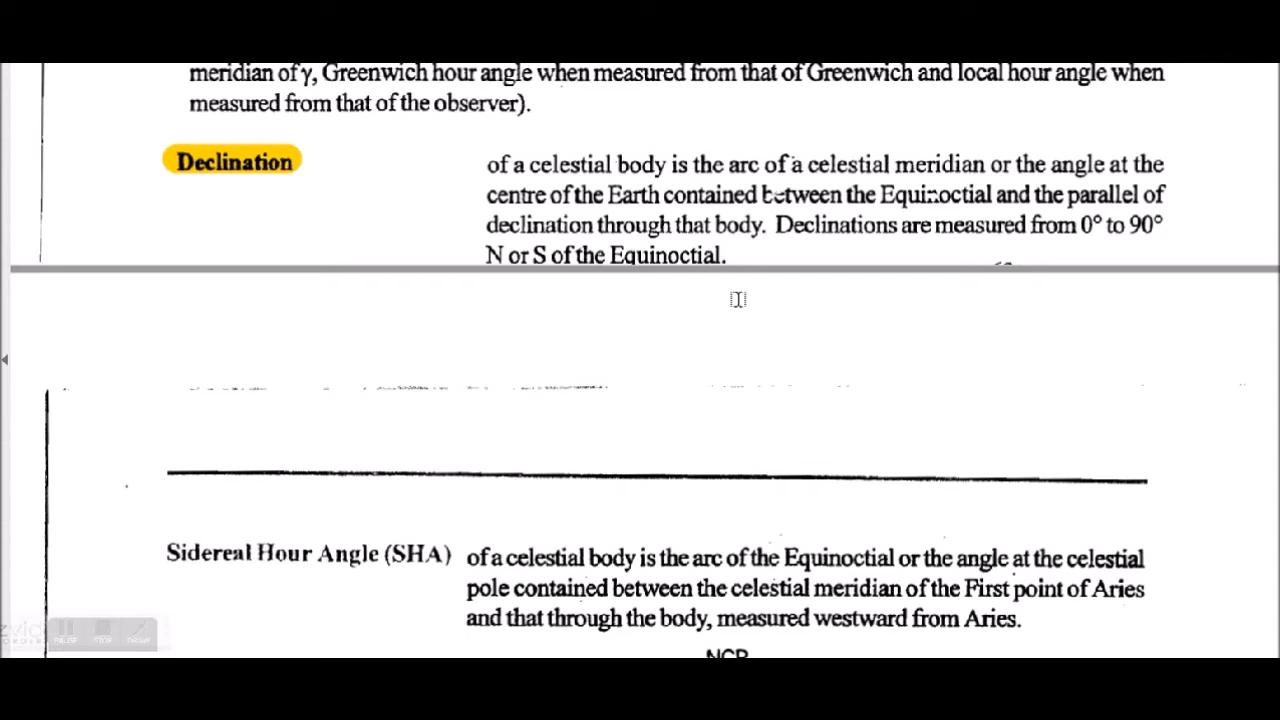 meridian of γ, Greenwich hour angle when measured from that of Greenwich and local hour angle when
measured from that of the observer).
Declination of a celestial body is the arc of a celestial meridian or the angle at the
centre of the Earth contained between the Equinoctial and the parallel of
declination through that body. Declinations are measured from 0° to 90°
N or S of the Equinoctial.
Sidereal Hour Angle (SHA) of a celestial body is the arc of the Equinoctial or the angle at the celestial
pole contained between the celestial meridian of the First point of Aries
and that through the body, measured westward from Aries.
NCP